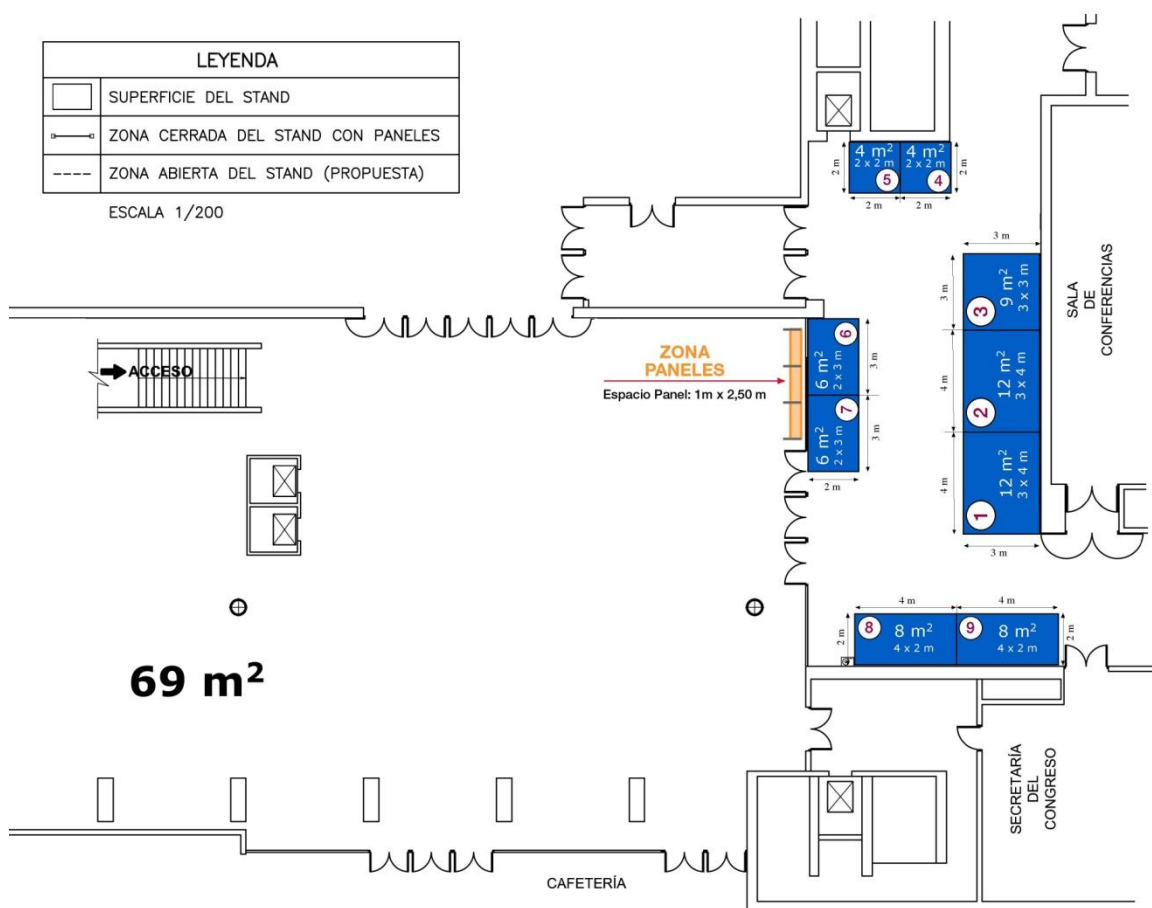 LEYENDA
SUPERFICIE DEL STAND
ZONA CERRADA DEL STAND CON PANELES
ZONA ABIERTA DEL STAND (PROPUESTA)
ESCALA 1/200
4 m²
2 x 2 m
5
4 m²
2 x 2 m
4
2 m
2 m
2 m
2 m
3 m
3 m
9 m²
3 x 3 m
3
SALA
DE
CONFERENCIAS
ACCESO
ZONA
PANELES
Espacio Panel: 1m x 2,50 m
6
6 m²
2 x 3 m
3 m
7
6 m²
2 x 3 m
3 m
2 m
4 m
12 m²
3 x 4 m
2
4 m
12 m²
3 x 4 m
1
3 m
4 m
4 m
2 m
8
8 m²
4 x 2 m
9
8 m²
4 x 2 m
2 m
69 m²
SECRETARÍA
DEL
CONGRESO
CAFETERÍA